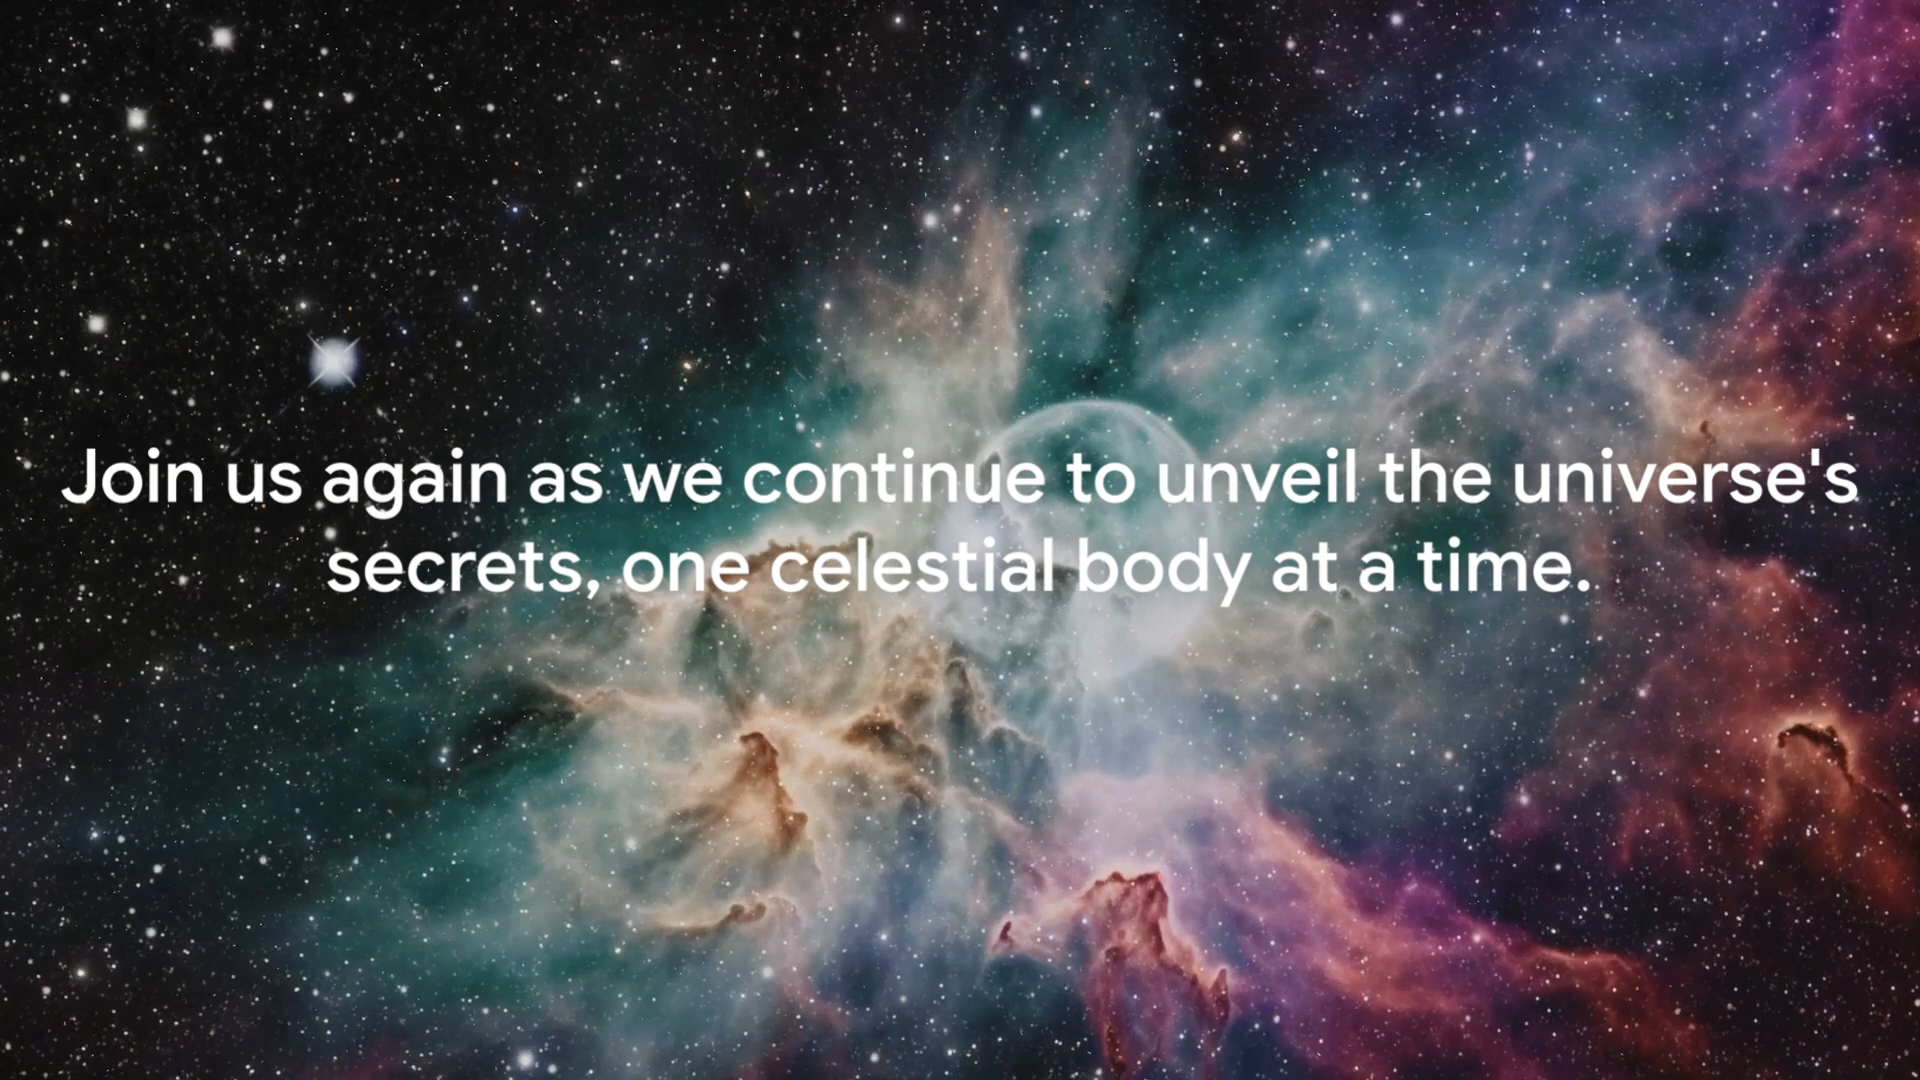 Join us again as we continue to unveil the universe's
secrets, one celestial body at a time.